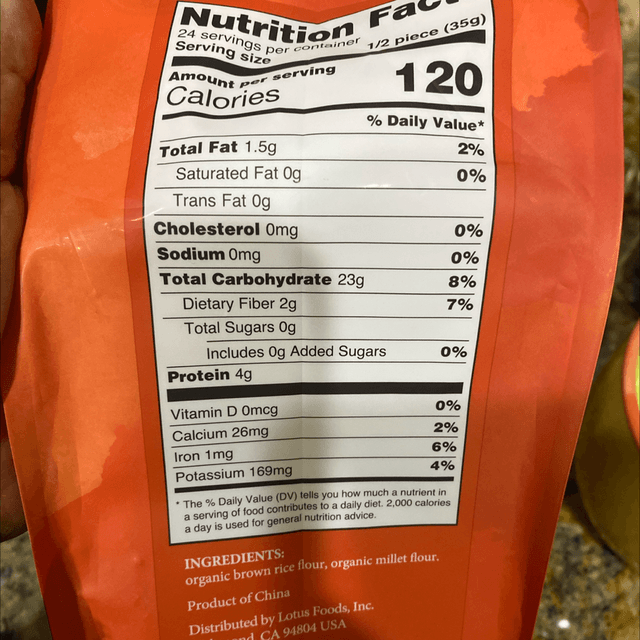 Nutrition
24 servings per container
Serving size 1/2 piece (35g)
Amount per serving
Calories 120
% Daily Value*
Total Fat 1.5g 2%
Saturated Fat 0g 0%
Trans Fat 0g
Cholesterol 0mg 0%
Sodium 0mg 0%
Total Carbohydrate 23g 8%
Dietary Fiber 2g 7%
Total Sugars 0g
Includes 0g Added Sugars 0%
Protein 4g
Vitamin D 0mcg 0%
Calcium 26mg 2%
Iron 1mg 6%
Potassium 169mg 4%
* The % Daily Value (DV) tells you how much a nutrient in
a serving of food contributes to a daily diet. 2,000 calories
a day is used for general nutrition advice.
INGREDIENTS:
organic brown rice flour, organic millet flour.
Product of China
Distributed by Lotus Foods, Inc.
CA 94804 USA